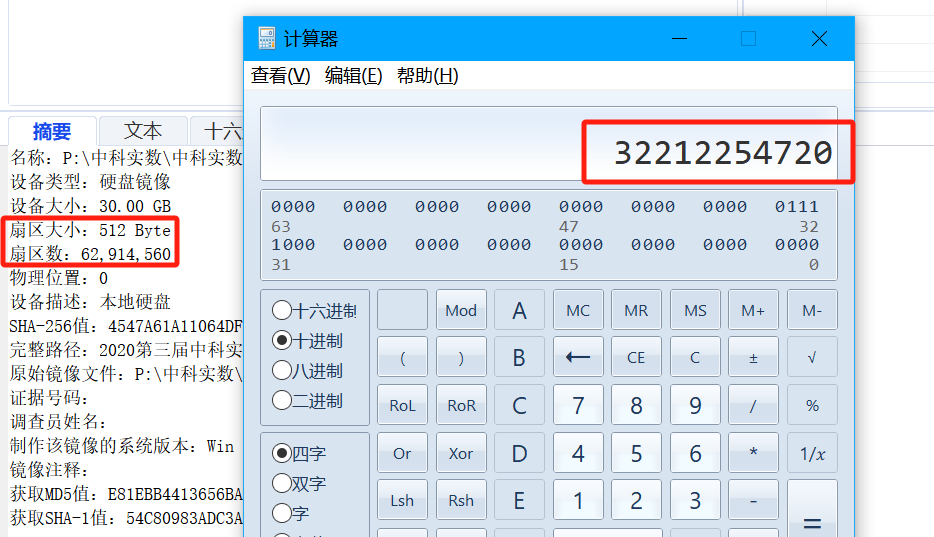 计算器
查看(V) 编辑(E) 帮助(H)
32212254720
0000 0000 0000 0000 0000 0000 0000 0111
63 47 32
1000 0000 0000 0000 0000 0000 0000 0000
31 15 0
十六进制
十进制
八进制
二进制
四字
双字
字
Mod A MC MR MS M+ M-
( ) B ← CE C ± √
RoL RoR C 7 8 9 / %
Or Xor D 4 5 6 * 1/x
Lsh Rsh E 1 2 3 - =
摘要 文本 十六
名称: P:\中科实数\中科实数
设备类型: 硬盘镜像
设备大小: 30.00 GB
扇区大小: 512 Byte
扇区数: 62,914,560
物理位置: 0
设备描述: 本地硬盘
SHA-256值: 4547A61A11064DF
完整路径: 2020第三届中科实
原始镜像文件: P:\中科实数\
证据号码:
调查员姓名:
制作该镜像的系统版本: Win
镜像注释:
获取MD5值: E81EBB4413656BA
获取SHA-1值: 54C80983ADC3A